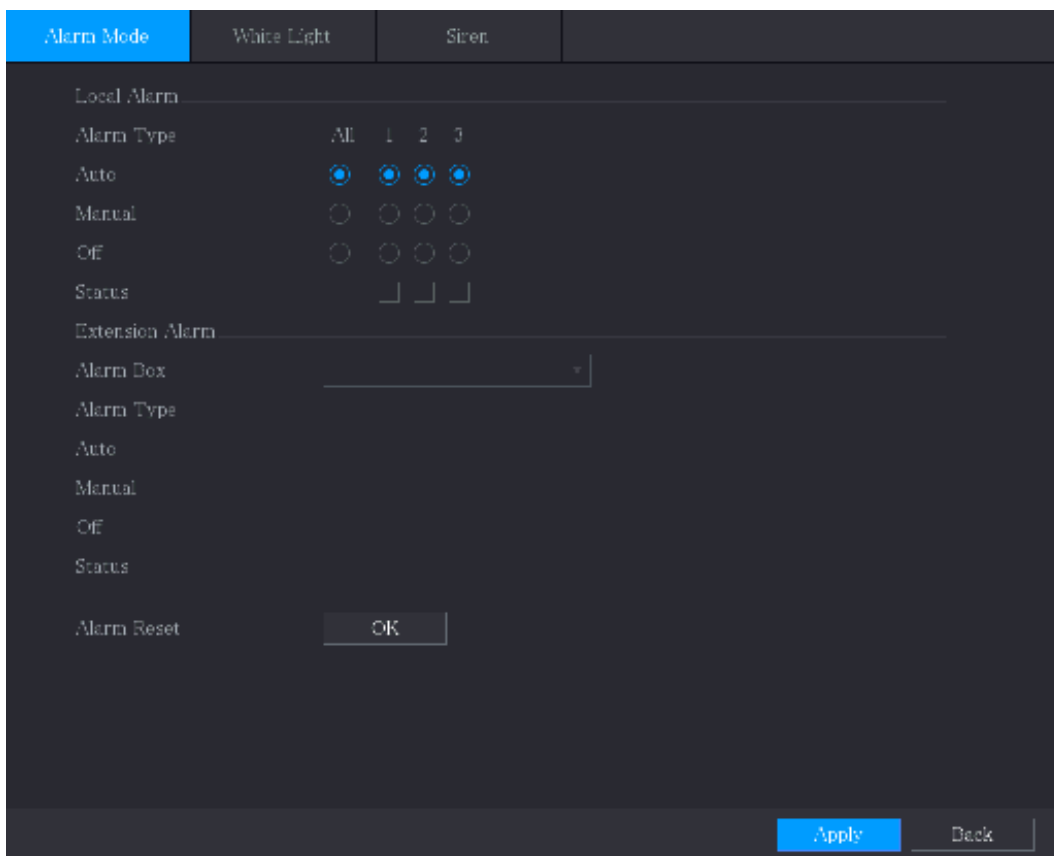 Alarm Mode White Light Siren
Local Alarm
Alarm Type All 1 2 3
Auto
Manual
Off
Status
Extension Alarm
Alarm Box
Alarm Type
Auto
Manual
Off
Status
Alarm Reset OK
Apply Back